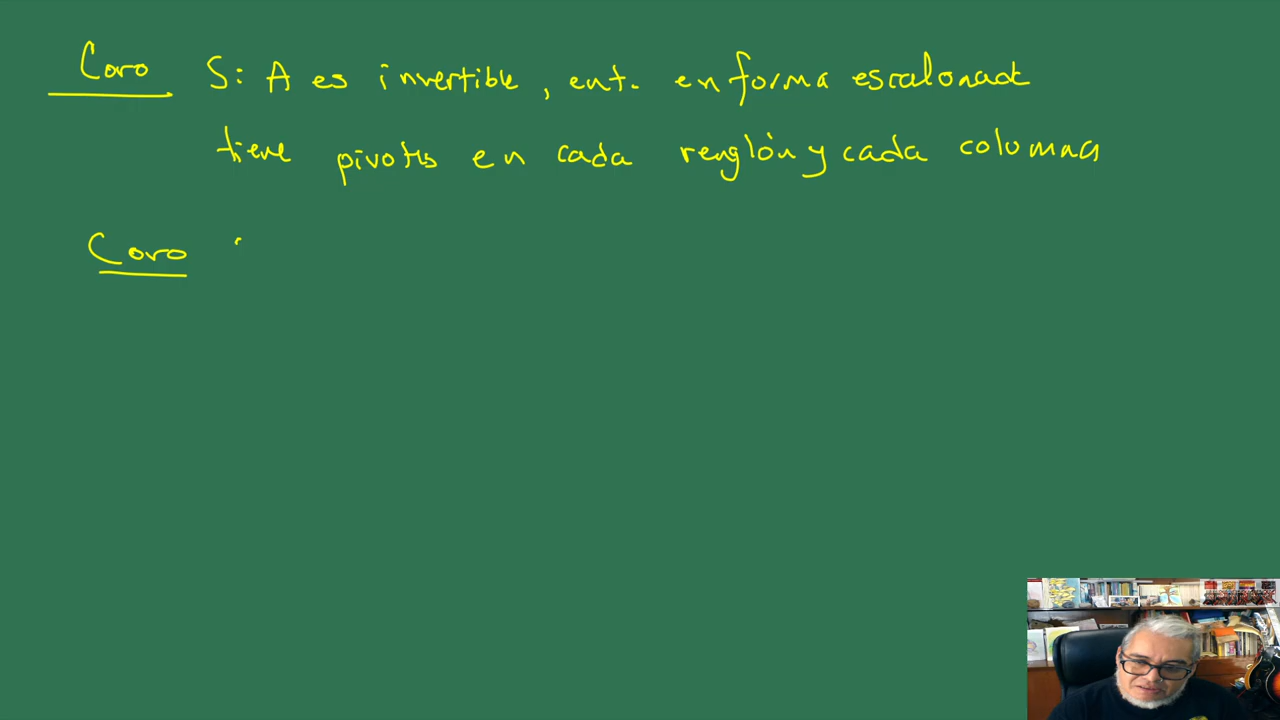 Coro Si A es invertible, ent. en forma escalonada
tiene pivotes en cada renglón y cada columna
Coro